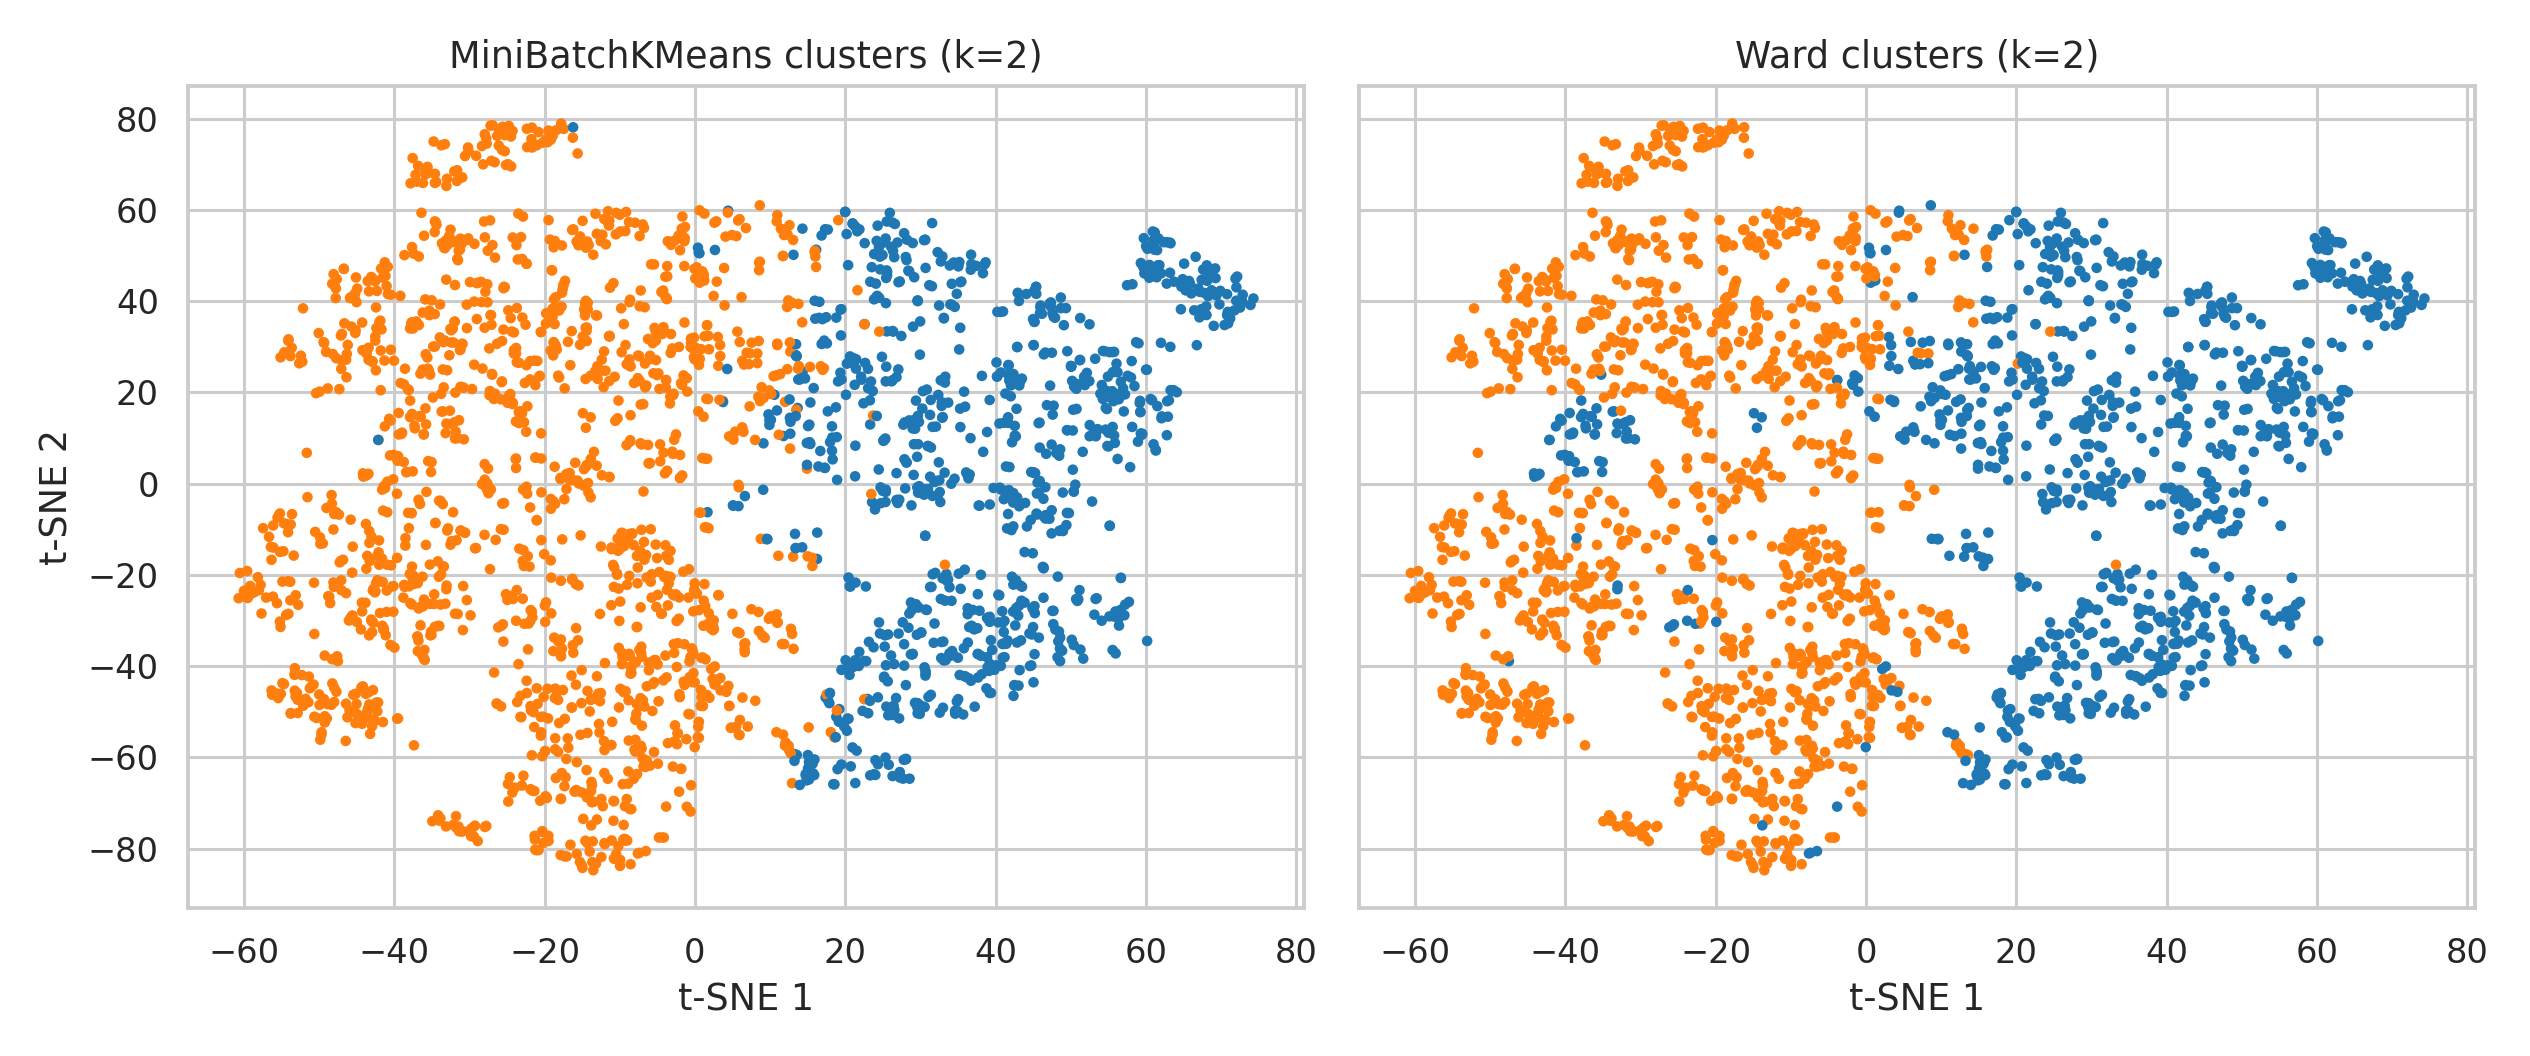 MiniBatchKMeans clusters (k=2)
Ward clusters (k=2)
80
60
40
20
0
−20
−40
−60
−80
t-SNE 2
−60 −40 −20 0 20 40 60 80
−60 −40 −20 0 20 40 60 80
t-SNE 1
t-SNE 1